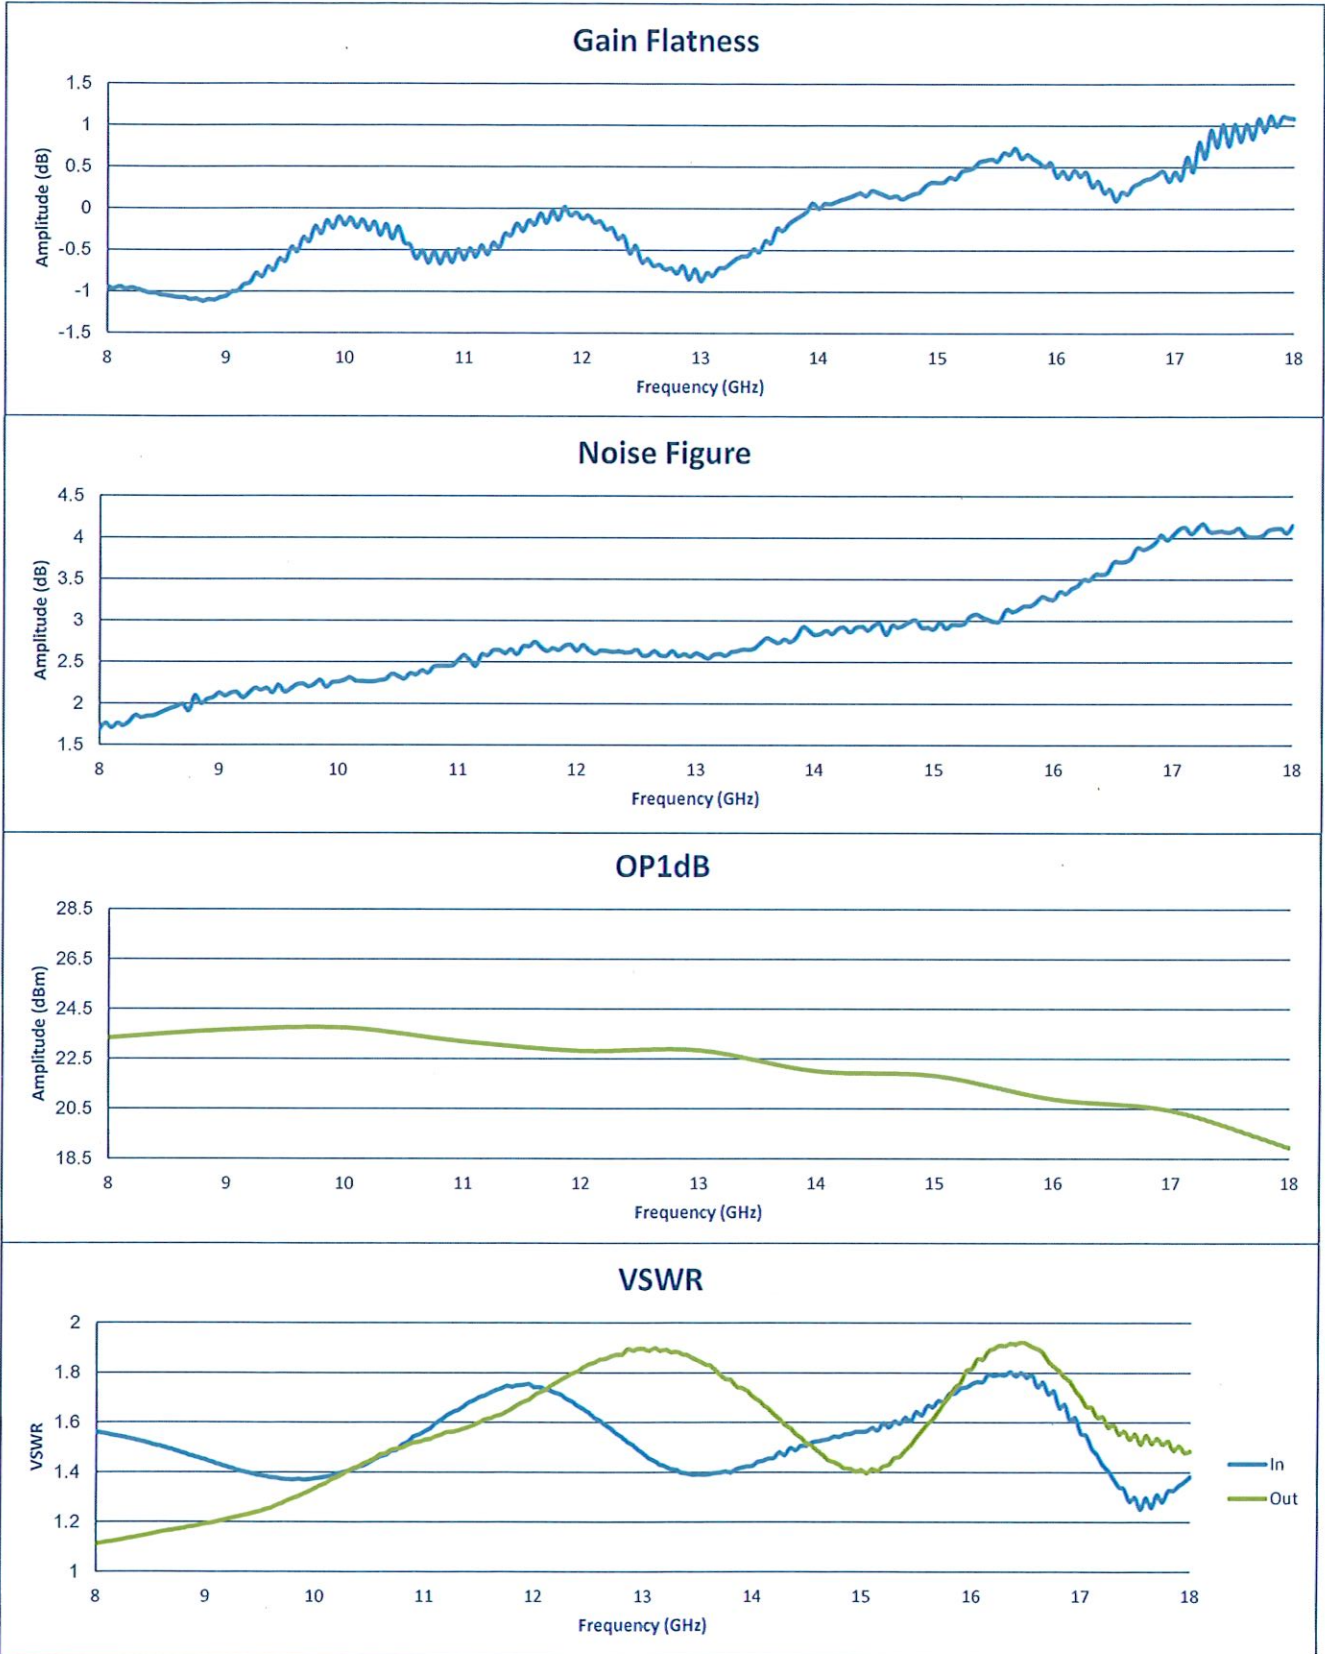 Gain Flatness
1.5
1
0.5
0
-0.5
-1
-1.5
Amplitude (dB)
8 9 10 11 12 13 14 15 16 17 18
Frequency (GHz)
Noise Figure
4.5
4
3.5
3
2.5
2
1.5
Amplitude (dB)
8 9 10 11 12 13 14 15 16 17 18
Frequency (GHz)
OP1dB
28.5
26.5
24.5
22.5
20.5
18.5
Amplitude (dBm)
8 9 10 11 12 13 14 15 16 17 18
Frequency (GHz)
VSWR
2
1.8
1.6
1.4
1.2
1
VSWR
8 9 10 11 12 13 14 15 16 17 18
Frequency (GHz)
In
Out